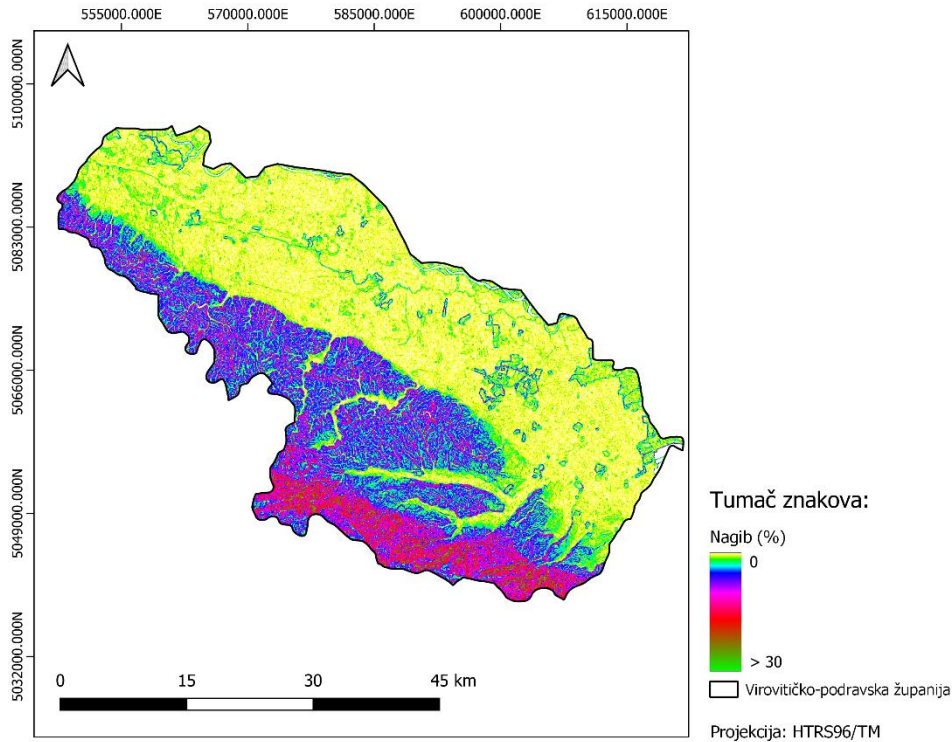 555000.000E 570000.000E 585000.000E 600000.000E 615000.000E
5100000.000N
5083000.000N
5066000.000N
5049000.000N
5032000.000N
0 15 30 45 km
Tumač znakova:
Nagib (%)
0
> 30
Virovitičko-podravska županija
Projekcija: HTRS96/TM